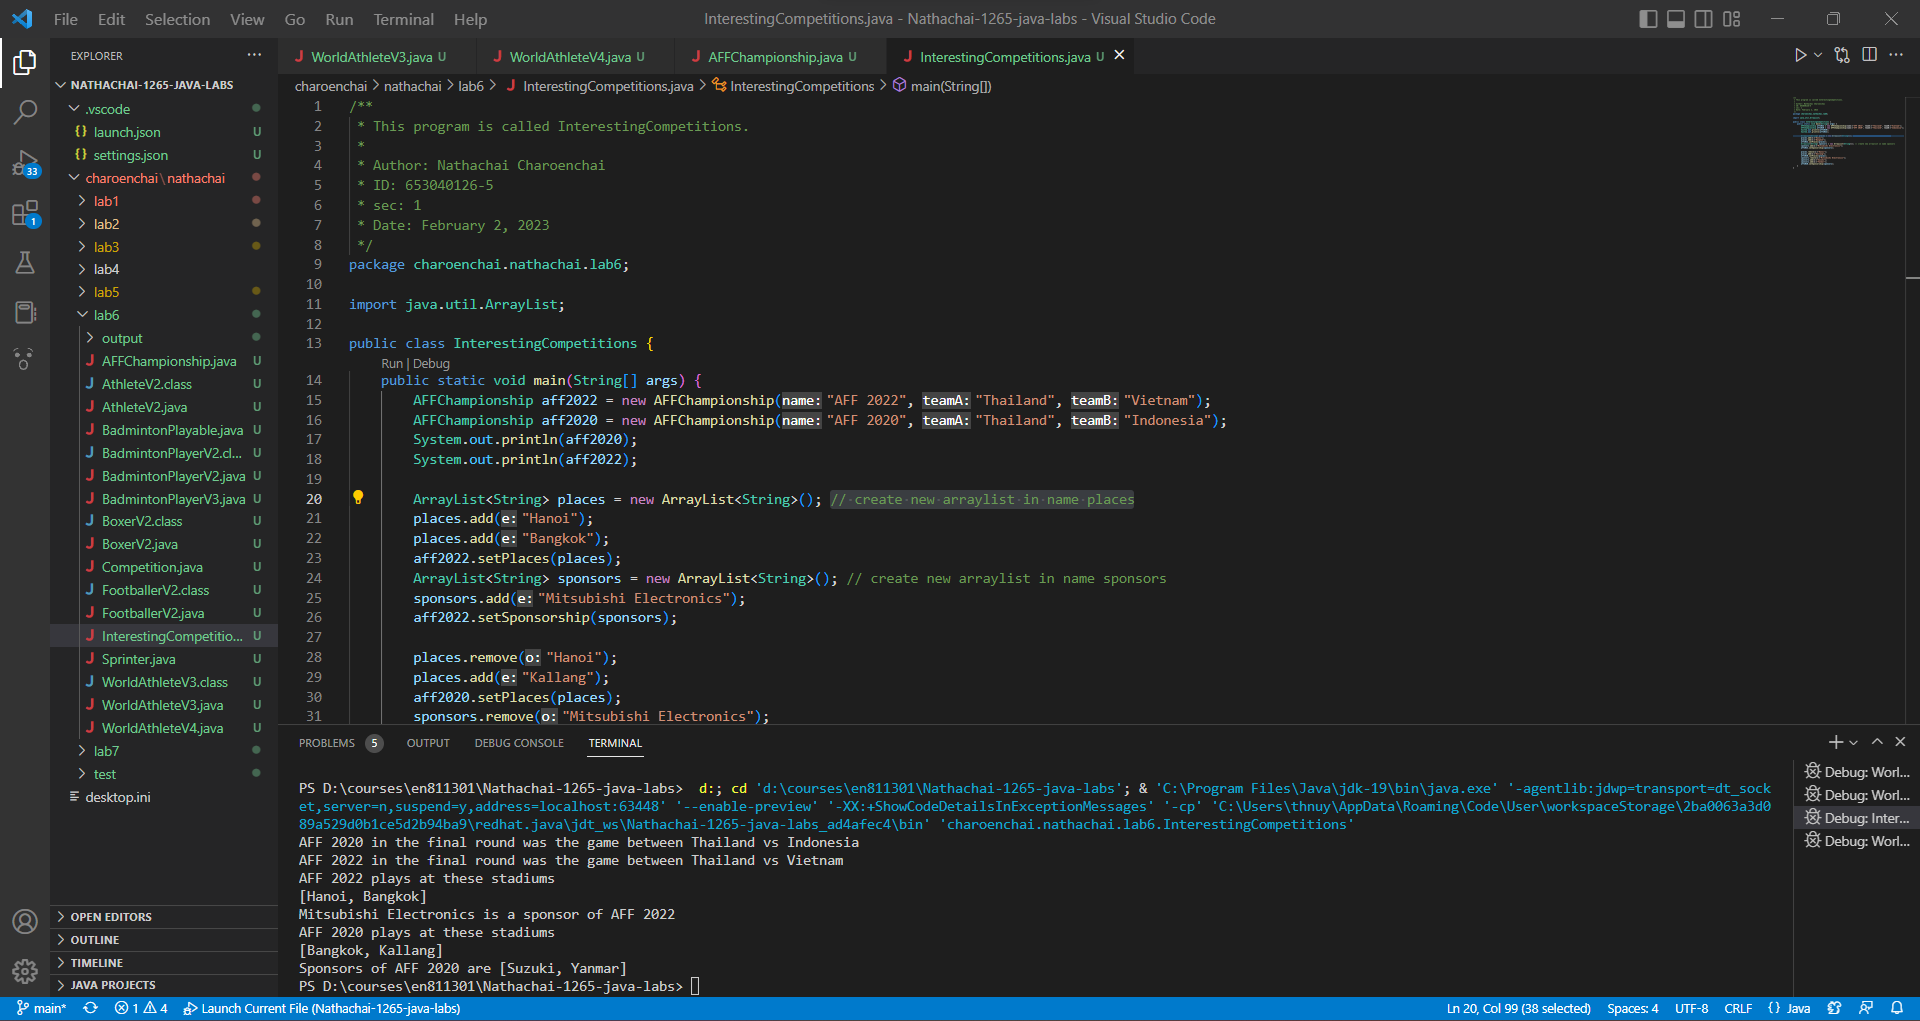 File Edit Selection View Go Run Terminal Help
InterestingCompetitions.java - Nathachai-1265-java-labs - Visual Studio Code
EXPLORER
NATHACHAI-1265-JAVA-LABS
.vscode
{} launch.json U
{} settings.json U
charoenchai\nathachai
lab1
lab2
lab3
lab4
lab5
lab6
output
J AFFChampionship.java U
J AthleteV2.class U
J AthleteV2.java U
J BadmintonPlayable.java U
J BadmintonPlayerV2.cl... U
J BadmintonPlayerV2.java U
J BadmintonPlayerV3.java U
J BoxerV2.class U
J BoxerV2.java U
J Competition.java U
J FootballerV2.class U
J FootballerV2.java U
J InterestingCompetitio... U
J Sprinter.java U
J WorldAthleteV3.class U
J WorldAthleteV3.java U
J WorldAthleteV4.java U
lab7
test
desktop.ini
OPEN EDITORS
OUTLINE
TIMELINE
JAVA PROJECTS
33
1
J WorldAthleteV3.java U
J WorldAthleteV4.java U
J AFFChampionship.java U
J InterestingCompetitions.java U
charoenchai > nathachai > lab6 > J InterestingCompetitions.java > InterestingCompetitions > main(String[])
1 /**
2 * This program is called InterestingCompetitions.
3 *
4 * Author: Nathachai Charoenchai
5 * ID: 653040126-5
6 * sec: 1
7 * Date: February 2, 2023
8 */
9 package charoenchai.nathachai.lab6;
10
11 import java.util.ArrayList;
12
13 public class InterestingCompetitions {
Run | Debug
14 public static void main(String[] args) {
15 AFFChampionship aff2022 = new AFFChampionship(name: "AFF 2022", teamA: "Thailand", teamB: "Vietnam");
16 AFFChampionship aff2020 = new AFFChampionship(name: "AFF 2020", teamA: "Thailand", teamB: "Indonesia");
17 System.out.println(aff2020);
18 System.out.println(aff2022);
19
20 ArrayList<String> places = new ArrayList<String>(); // create new arraylist in name places
21 places.add(e: "Hanoi");
22 places.add(e: "Bangkok");
23 aff2022.setPlaces(places);
24 ArrayList<String> sponsors = new ArrayList<String>(); // create new arraylist in name sponsors
25 sponsors.add(e: "Mitsubishi Electronics");
26 aff2022.setSponsorship(sponsors);
27
28 places.remove(o: "Hanoi");
29 places.add(e: "Kallang");
30 aff2020.setPlaces(places);
31 sponsors.remove(o: "Mitsubishi Electronics");
PROBLEMS 5 OUTPUT DEBUG CONSOLE TERMINAL
PS D:\courses\en811301\Nathachai-1265-java-labs> d:; cd 'd:\courses\en811301\Nathachai-1265-java-labs'; & 'C:\Program Files\Java\jdk-19\bin\java.exe' '-agentlib:jdwp=transport=dt_sock
et,server=n,suspend=y,address=localhost:63448' '--enable-preview' '-XX:+ShowCodeDetailsInExceptionMessages' '-cp' 'C:\Users\thnuy\AppData\Roaming\Code\User\workspaceStorage\2ba0063a3d0
89a529d0b1ce5d2b94ba9\redhat.java\jdt_ws\Nathachai-1265-java-labs_ad4afec4\bin' 'charoenchai.nathachai.lab6.InterestingCompetitions'
AFF 2020 in the final round was the game between Thailand vs Indonesia
AFF 2022 in the final round was the game between Thailand vs Vietnam
AFF 2022 plays at these stadiums
[Hanoi, Bangkok]
Mitsubishi Electronics is a sponsor of AFF 2022
AFF 2020 plays at these stadiums
[Bangkok, Kallang]
Sponsors of AFF 2020 are [Suzuki, Yanmar]
PS D:\courses\en811301\Nathachai-1265-java-labs>
Debug: Worl...
Debug: Worl...
Debug: Inter...
Debug: Worl...
main* 1 4 Launch Current File (Nathachai-1265-java-labs)
Ln 20, Col 99 (38 selected) Spaces: 4 UTF-8 CRLF {} Java